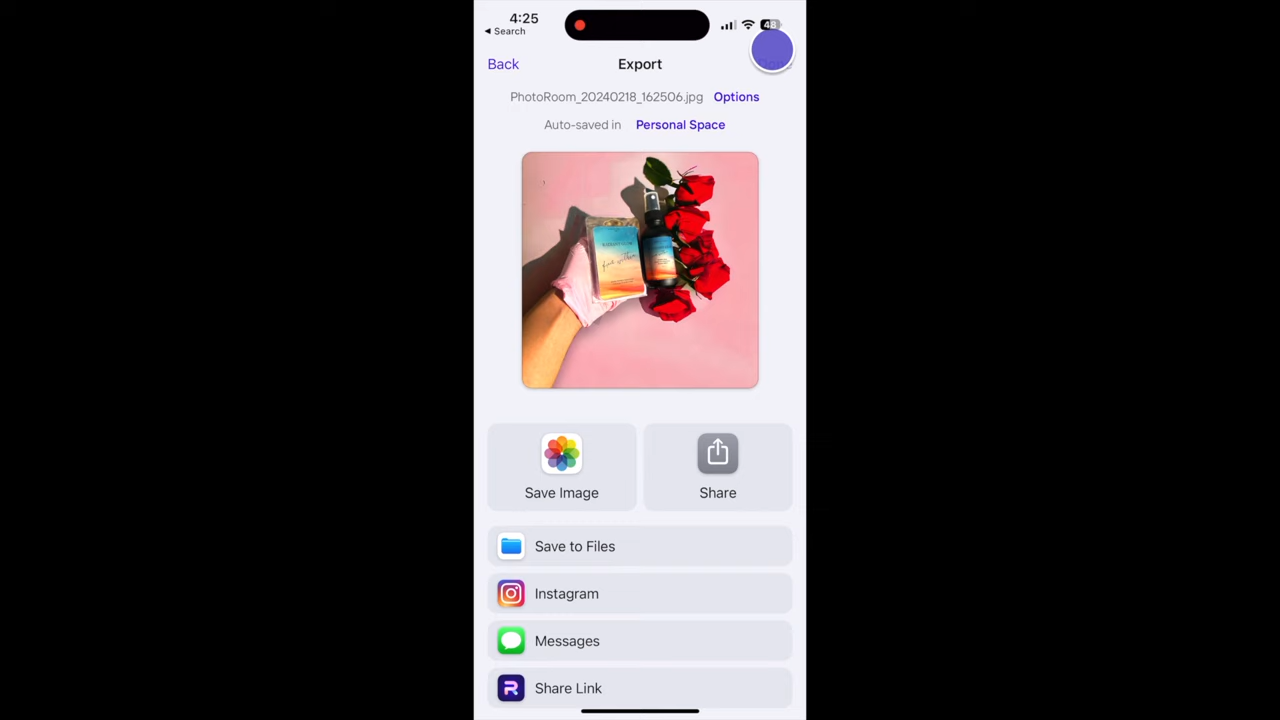 4:25
◀ Search
48
Back
Export
PhotoRoom_20240218_162506.jpg Options
Auto-saved in Personal Space
Save Image
Share
Save to Files
Instagram
Messages
Share Link